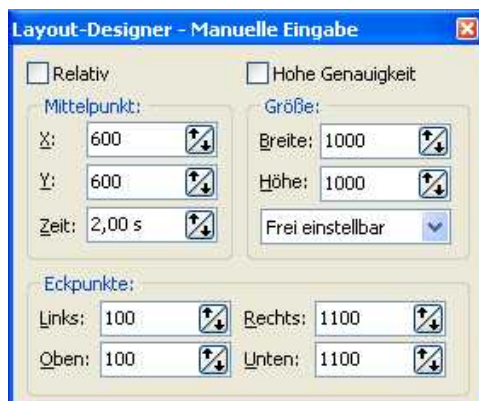 Layout-Designer - Manuelle Eingabe
Relativ
Hohe Genauigkeit
Mittelpunkt:
X: 600
Y: 600
Zeit: 2,00 s
Größe:
Breite: 1000
Höhe: 1000
Frei einstellbar
Eckpunkte:
Links: 100 Rechts: 1100
Oben: 100 Unten: 1100